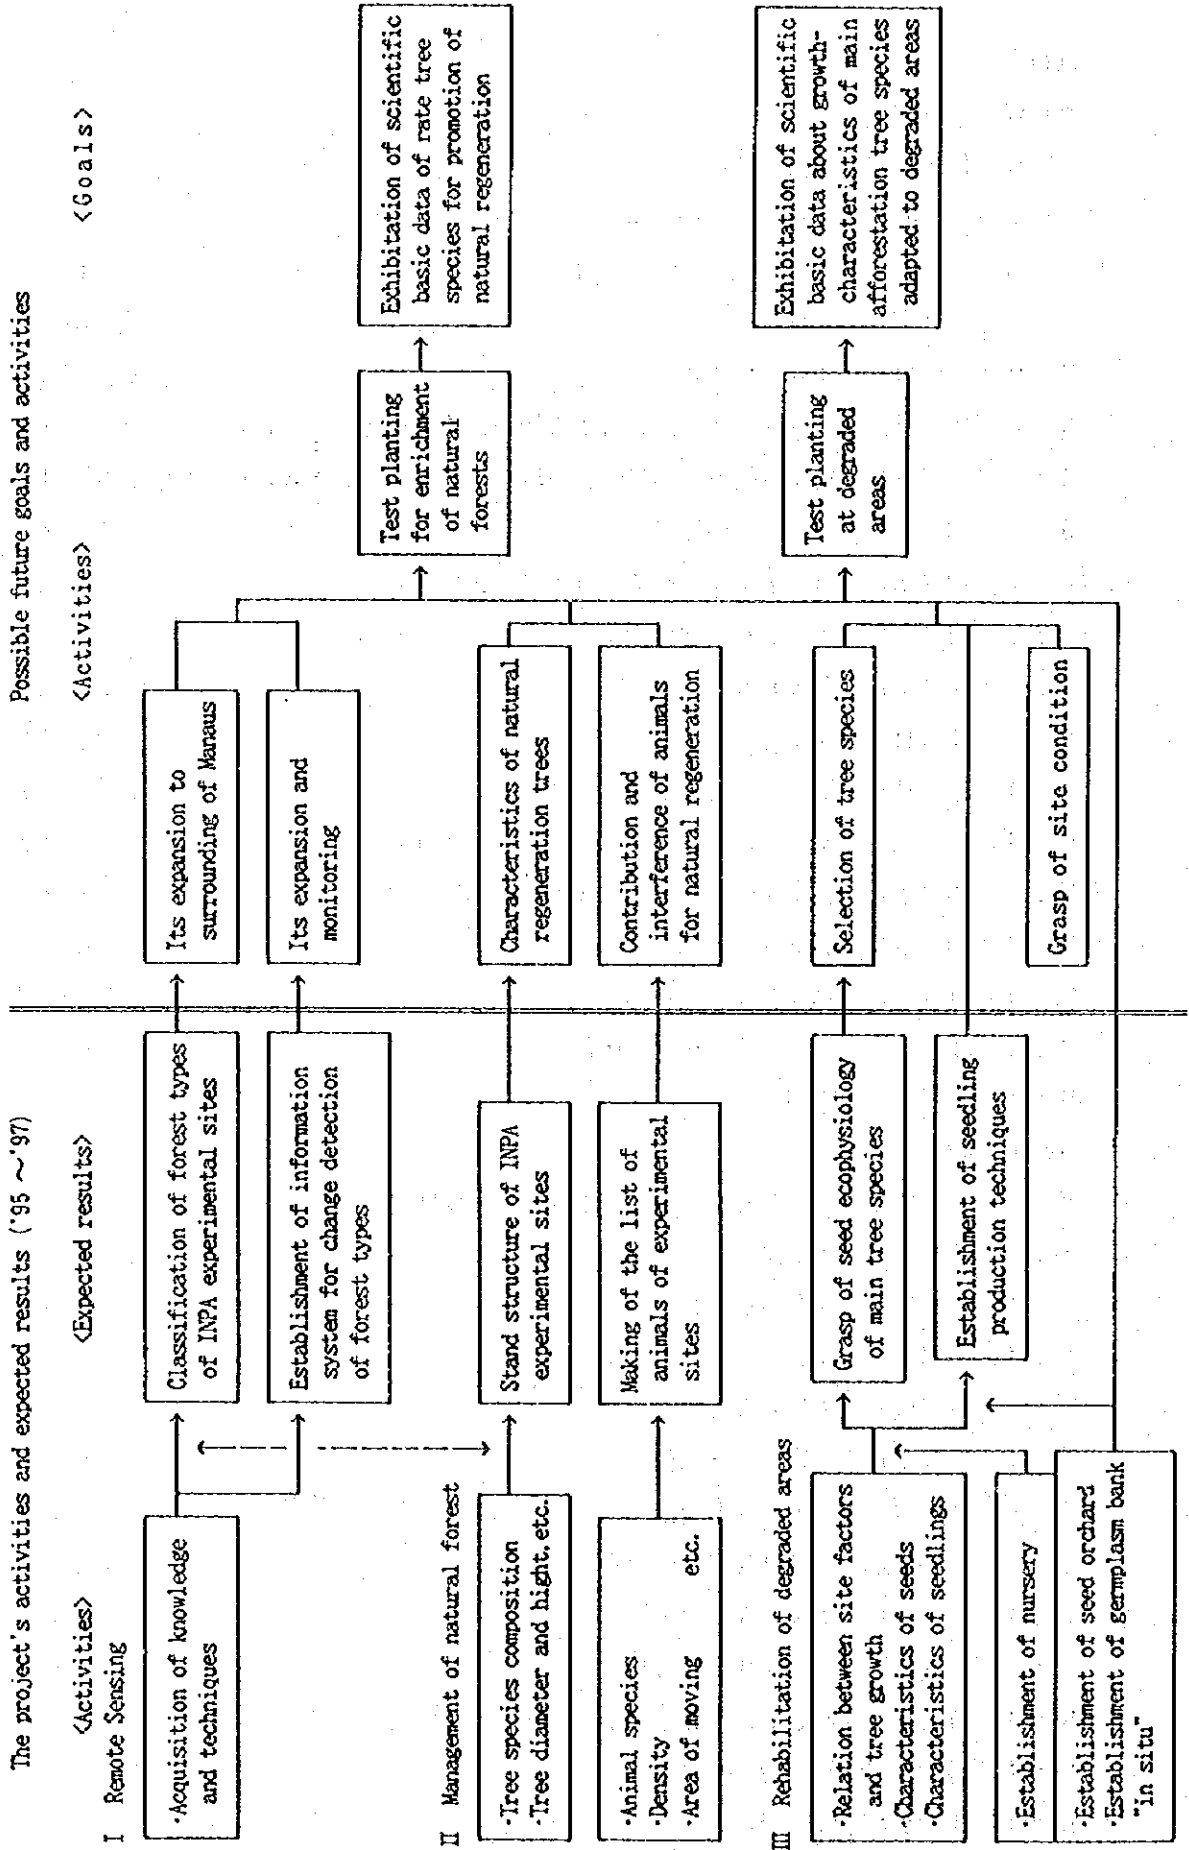 The project's activities and expected results ('95 ~'97)
Possible future goals and activities
<Activities>
<Expected results>
<Activities>
<Goals>
I Remote Sensing
·Acquisition of knowledge
and techniques
Classification of forest types
of INPA experimental sites
Its expansion to
surrounding of Manaus
Establishment of information
system for change detection
of forest types
Its expansion and
monitoring
Test planting
for enrichment
of natural
forests
Exhibitation of scientific
basic data of rate tree
species for promotion of
natural regeneration
II Management of natural forest
·Tree species composition
·Tree diameter and hight.etc.
Stand structure of INPA
experimental sites
Characteristics of natural
regeneration trees
·Animal species
·Density
·Area of moving etc.
Making of the list of
animals of experimental
sites
Contribution and
interference of animals
for natural regeneration
III Rehabilitation of degraded areas
·Relation between site factors
and tree growth
·Characteristics of seeds
·Characteristics of seedlings
Grasp of seed ecophysiology
of main tree species
Selection of tree species
Test planting
at degraded
areas
Exhibitation of scientific
basic data about growth-
characteristics of main
afforestation tree species
adapted to degraded areas
Establishment of seedling
production techniques
·Establishment of nursery
Grasp of site condition
·Establishment of seed orchard
·Establishment of germplasm bank
"in situ"